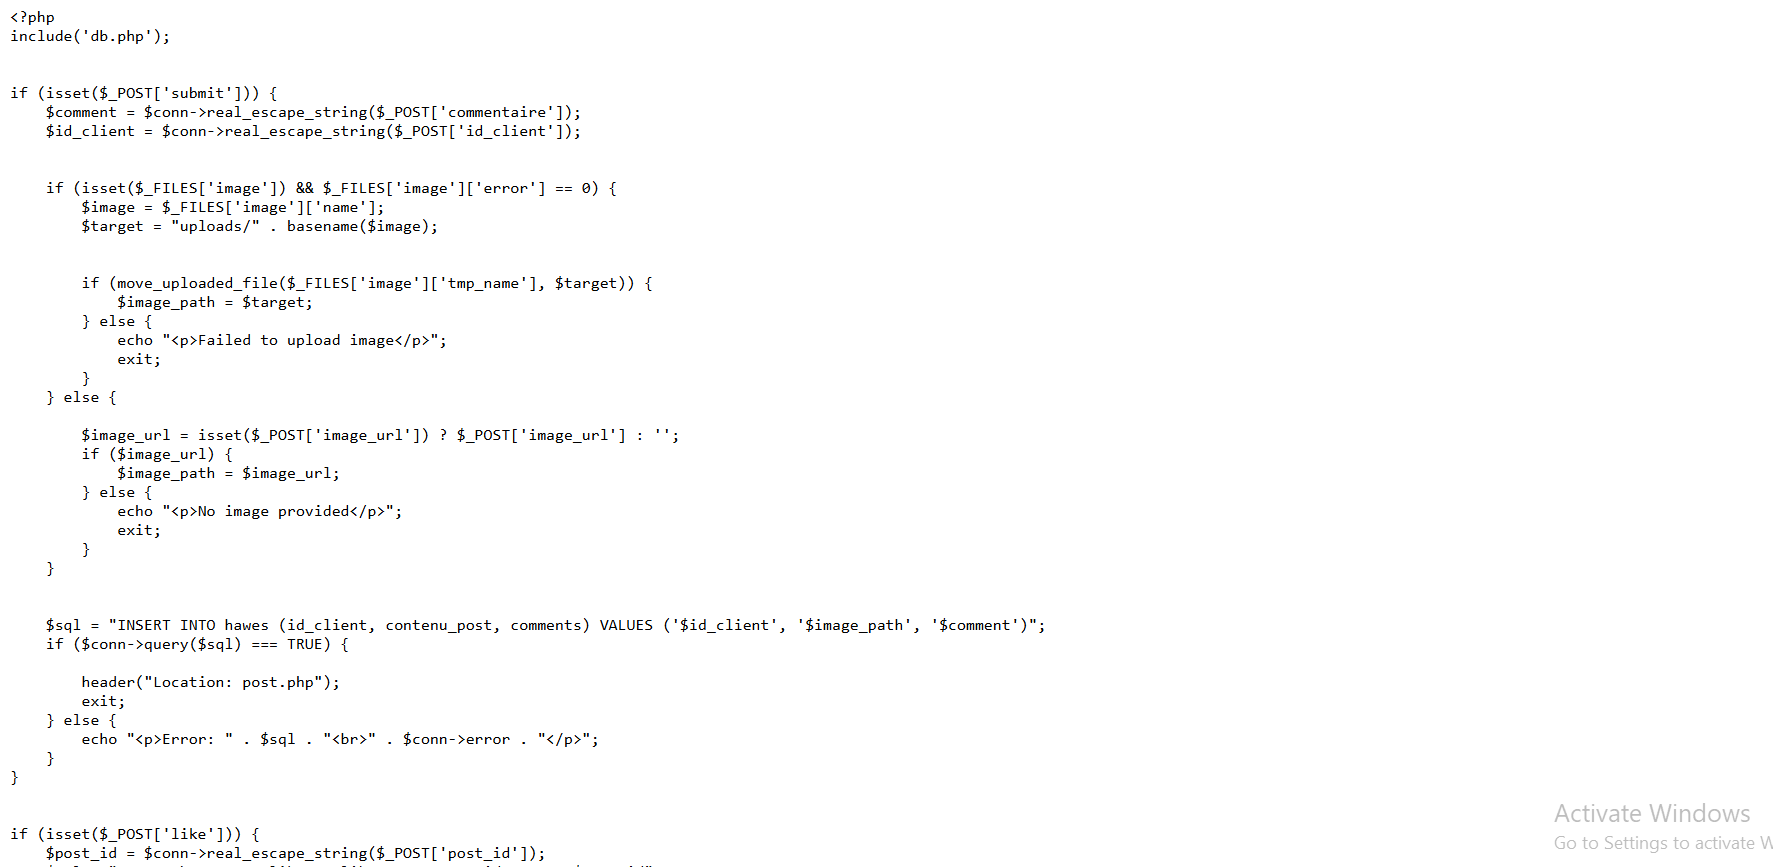 <?php
include('db.php');
if (isset($_POST['submit'])) {
    $comment = $conn->real_escape_string($_POST['commentaire']);
    $id_client = $conn->real_escape_string($_POST['id_client']);
    if (isset($_FILES['image']) && $_FILES['image']['error'] == 0) {
        $image = $_FILES['image']['name'];
        $target = "uploads/" . basename($image);
        if (move_uploaded_file($_FILES['image']['tmp_name'], $target)) {
            $image_path = $target;
        } else {
            echo "<p>Failed to upload image</p>";
            exit;
        }
    } else {
        $image_url = isset($_POST['image_url']) ? $_POST['image_url'] : '';
        if ($image_url) {
            $image_path = $image_url;
        } else {
            echo "<p>No image provided</p>";
            exit;
        }
    }
    $sql = "INSERT INTO hawes (id_client, contenu_post, comments) VALUES ('$id_client', '$image_path', '$comment')";
    if ($conn->query($sql) === TRUE) {
        header("Location: post.php");
        exit;
    } else {
        echo "<p>Error: " . $sql . "<br>" . $conn->error . "</p>";
    }
}
if (isset($_POST['like'])) {
    $post_id = $conn->real_escape_string($_POST['post_id']);
Activate Windows
Go to Settings to activate W